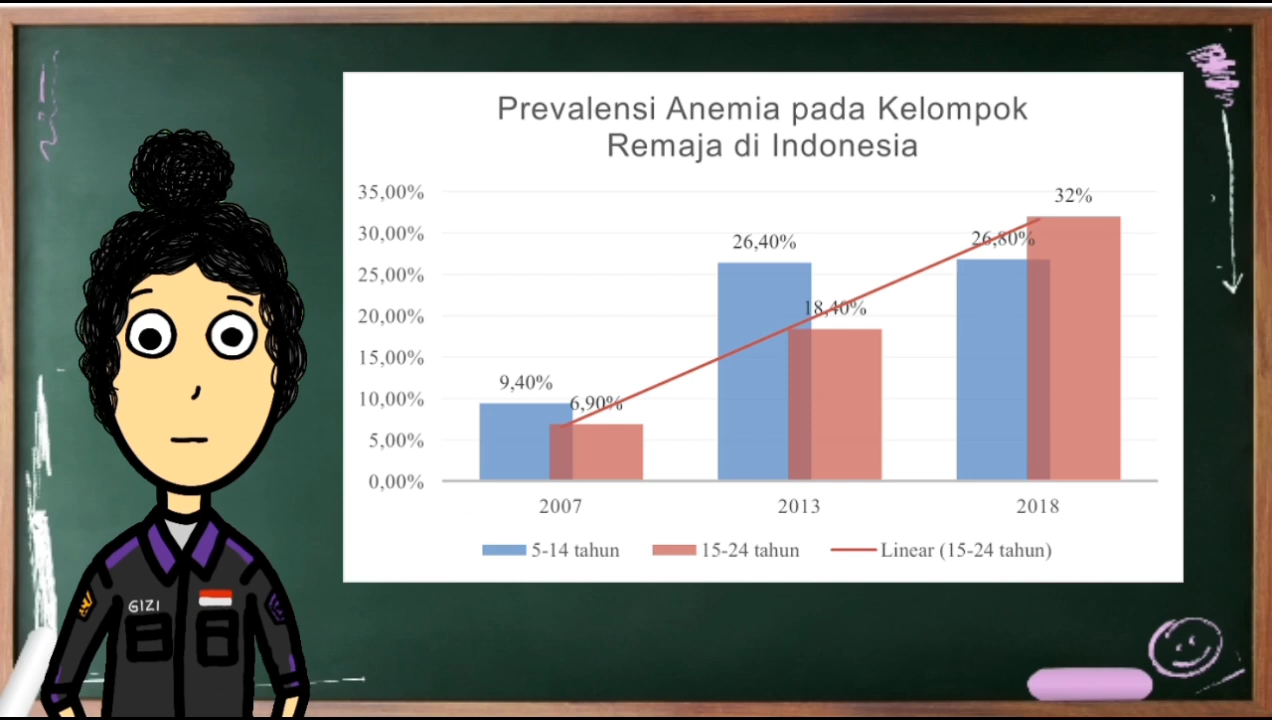 Prevalensi Anemia pada Kelompok
Remaja di Indonesia
35,00%
30,00%
25,00%
20,00%
15,00%
10,00%
5,00%
0,00%
9,40%
6,90%
26,40%
18,40%
26,80%
32%
2007
2013
2018
5-14 tahun
15-24 tahun
Linear (15-24 tahun)
GIZI